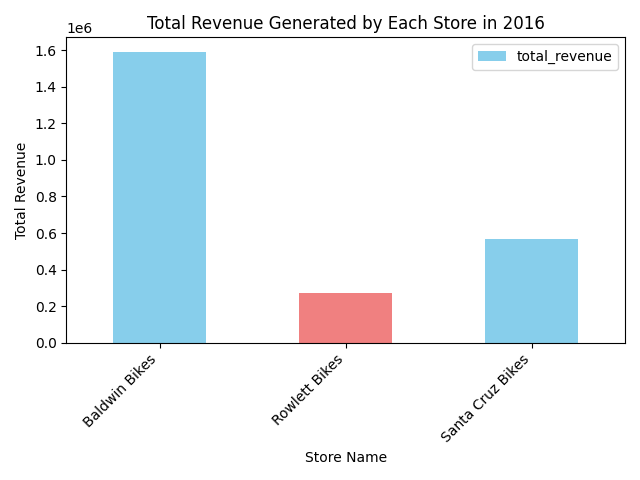 Total Revenue Generated by Each Store in 2016
1e6
total_revenue
1.6
1.4
1.2
1.0
0.8
0.6
0.4
0.2
0.0
Total Revenue
Baldwin Bikes
Rowlett Bikes
Santa Cruz Bikes
Store Name